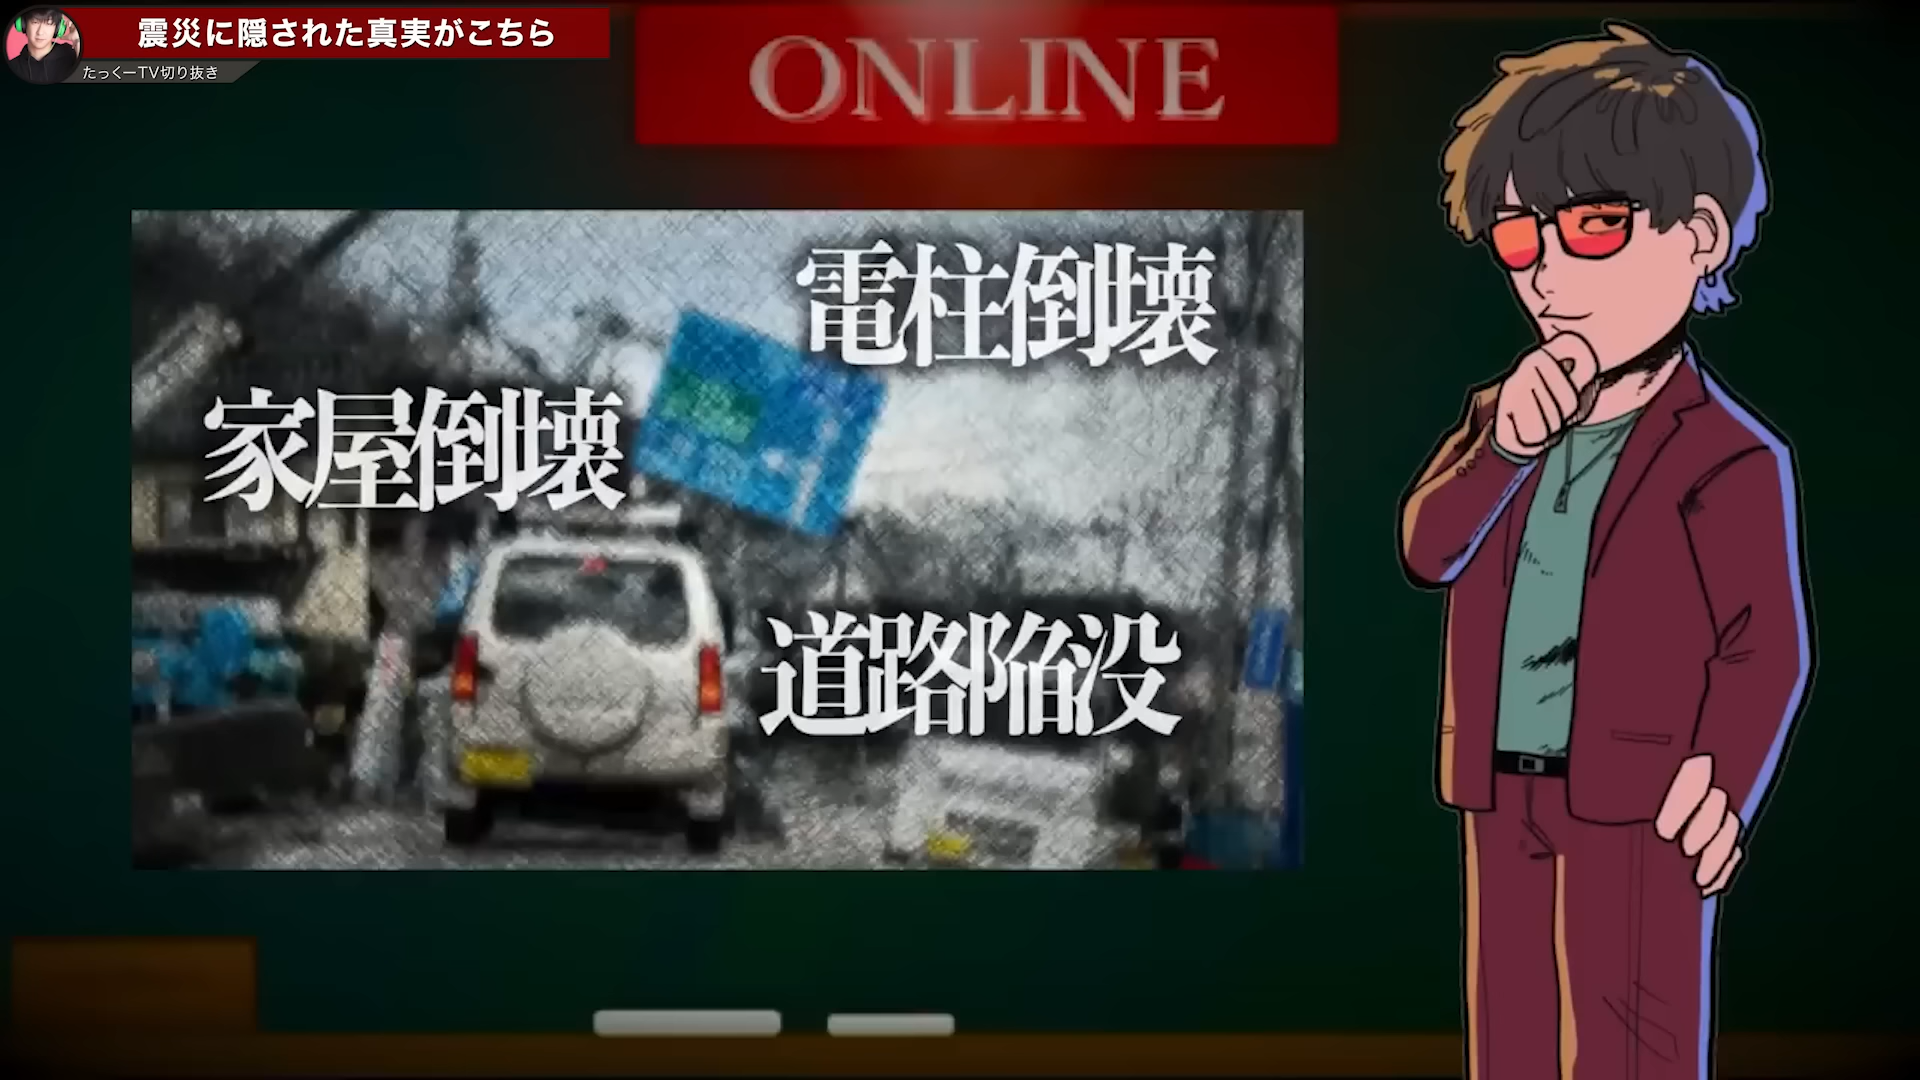 震災に隠された真実がこちら
たっくーTV切り抜き
ONLINE
電柱倒壊
家屋倒壊
道路陥没